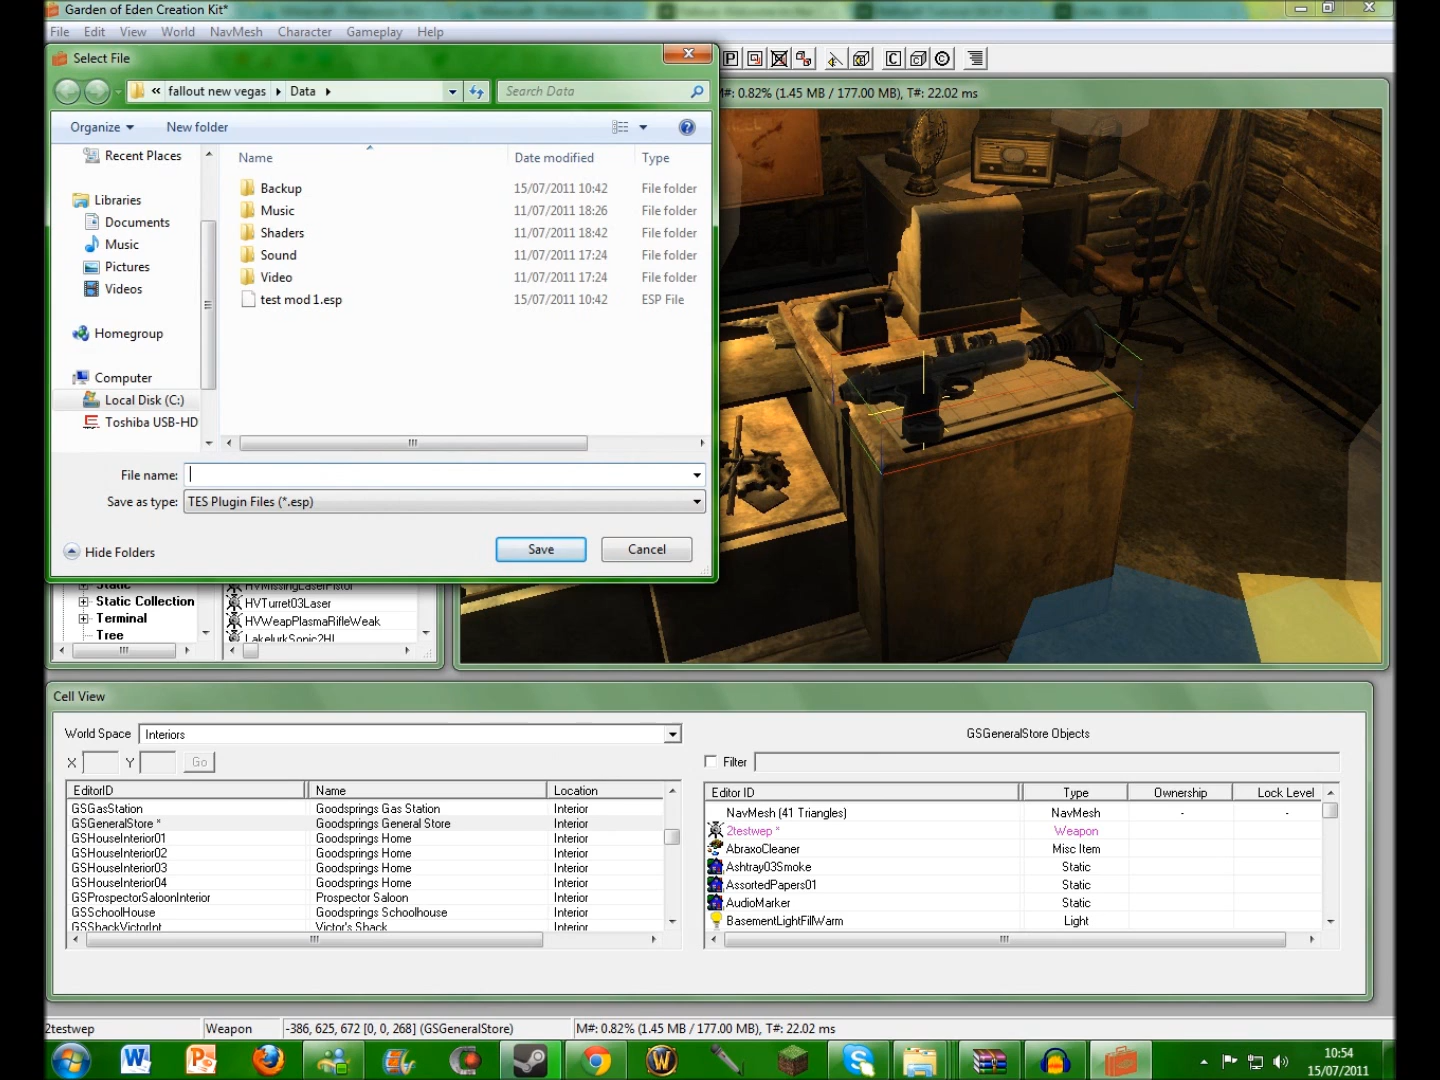 Garden of Eden Creation Kit*
File Edit View World NavMesh Character Gameplay Help
Select File
« fallout new vegas Data
Search Data
M#: 0.82% (1.45 MB / 177.00 MB), T#: 22.02 ms
Organize New folder
Name Date modified Type
Recent Places
Libraries
Documents
Music
Pictures
Videos
Homegroup
Computer
Local Disk (C:)
Toshiba USB-HD
Backup 15/07/2011 10:42 File folder
Music 11/07/2011 18:26 File folder
Shaders 11/07/2011 18:42 File folder
Sound 11/07/2011 17:24 File folder
Video 11/07/2011 17:24 File folder
test mod 1.esp 15/07/2011 10:42 ESP File
File name:
Save as type: TES Plugin Files (*.esp)
Hide Folders
Save Cancel
Static
Static Collection
Terminal
Tree
HVMissingLaserPistol
HVTurret03Laser
HVWeapPlasmaRifleWeak
LakelurkSonic2HL
Cell View
World Space Interiors
X Y Go
EditorID Name Location
GSGasStation Goodsprings Gas Station Interior
GSGeneralStore * Goodsprings General Store Interior
GSHouseInterior01 Goodsprings Home Interior
GSHouseInterior02 Goodsprings Home Interior
GSHouseInterior03 Goodsprings Home Interior
GSHouseInterior04 Goodsprings Home Interior
GSProspectorSaloonInterior Prospector Saloon Interior
GSSchoolHouse Goodsprings Schoolhouse Interior
GSShackVictorInt Victor's Shack Interior
GSGeneralStore Objects
Filter
Editor ID Type Ownership Lock Level
NavMesh (41 Triangles) NavMesh - -
2testwep * Weapon
AbraxoCleaner Misc Item
Ashtray03Smoke Static
AssortedPapers01 Static
AudioMarker Static
BasementLightFillWarm Light
2testwep Weapon -386, 625, 672 [0, 0, 268] (GSGeneralStore) M#: 0.82% (1.45 MB / 177.00 MB), T#: 22.02 ms
10:54
15/07/2011